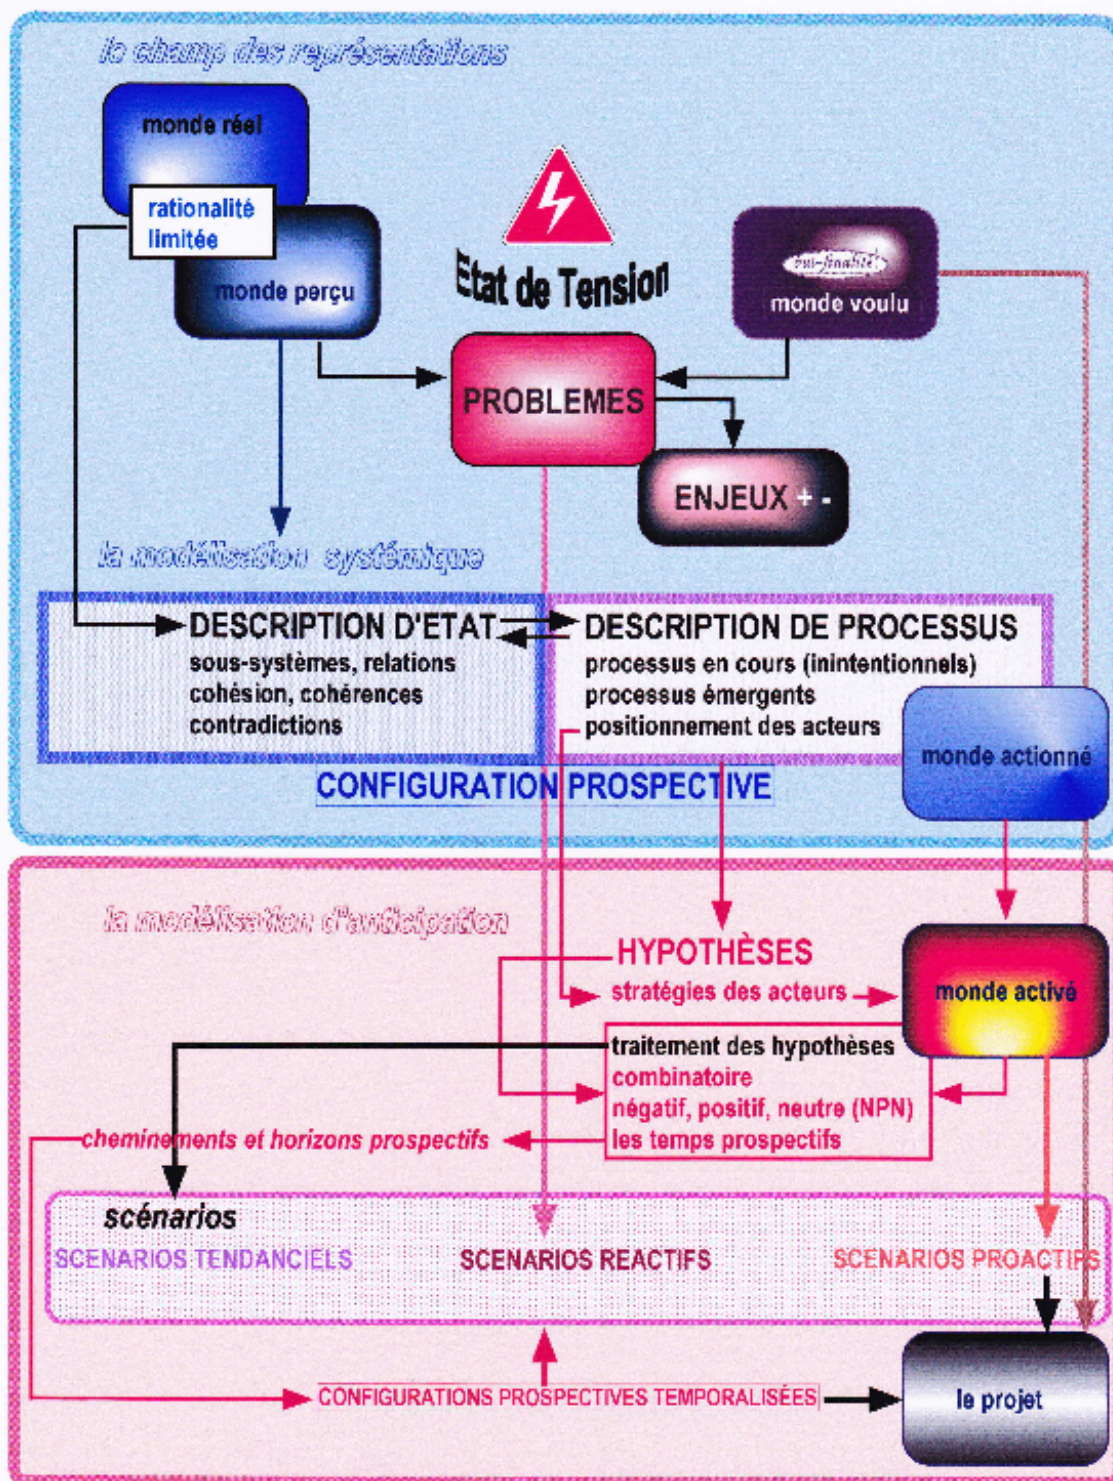 le champ des représentations
monde réel
rationalité
limitée
monde perçu
Etat de Tension
monde voulu
PROBLEMES
ENJEUX + -
la modélisation systémique
DESCRIPTION D'ETAT
sous-systèmes, relations
cohésion, cohérences
contradictions
DESCRIPTION DE PROCESSUS
processus en cours (inintentionnels)
processus émergents
positionnement des acteurs
monde actionné
CONFIGURATION PROSPECTIVE
la modélisation d'anticipation
HYPOTHÈSES
stratégies des acteurs
monde activé
traitement des hypothèses
combinatoire
négatif, positif, neutre (NPN)
les temps prospectifs
cheminements et horizons prospectifs
scénarios
SCENARIOS TENDANCIELS
SCENARIOS REACTIFS
SCENARIOS PROACTIFS
CONFIGURATIONS PROSPECTIVES TEMPORALISÉES
le projet